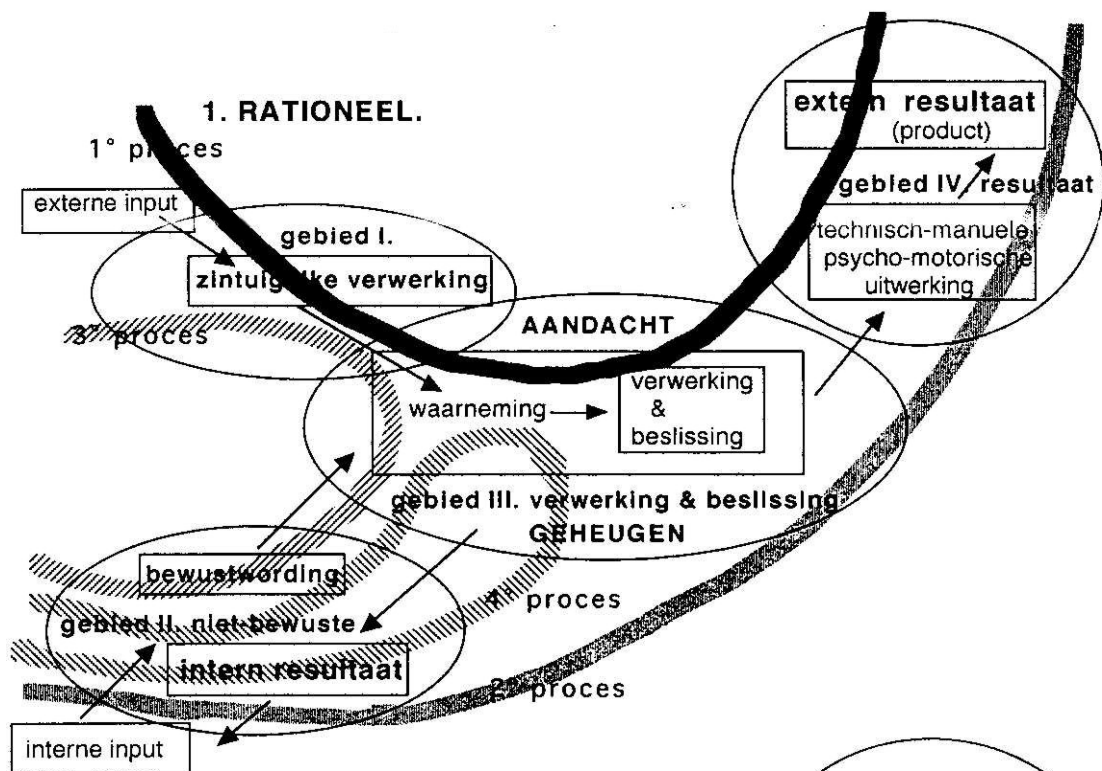 1. RATIONEEL.
1° proces
externe input
gebied I.
zintuiglijke verwerking
3° proces
AANDACHT
waarneming
verwerking
&
beslissing
gebied III. verwerking & beslissing
GEHEUGEN
extern resultaat
(product)
gebied IV. resultaat
technisch-manuele
psycho-motorische
uitwerking
bewustwording
gebied II. niet-bewuste
intern resultaat
4° proces
2° proces
interne input